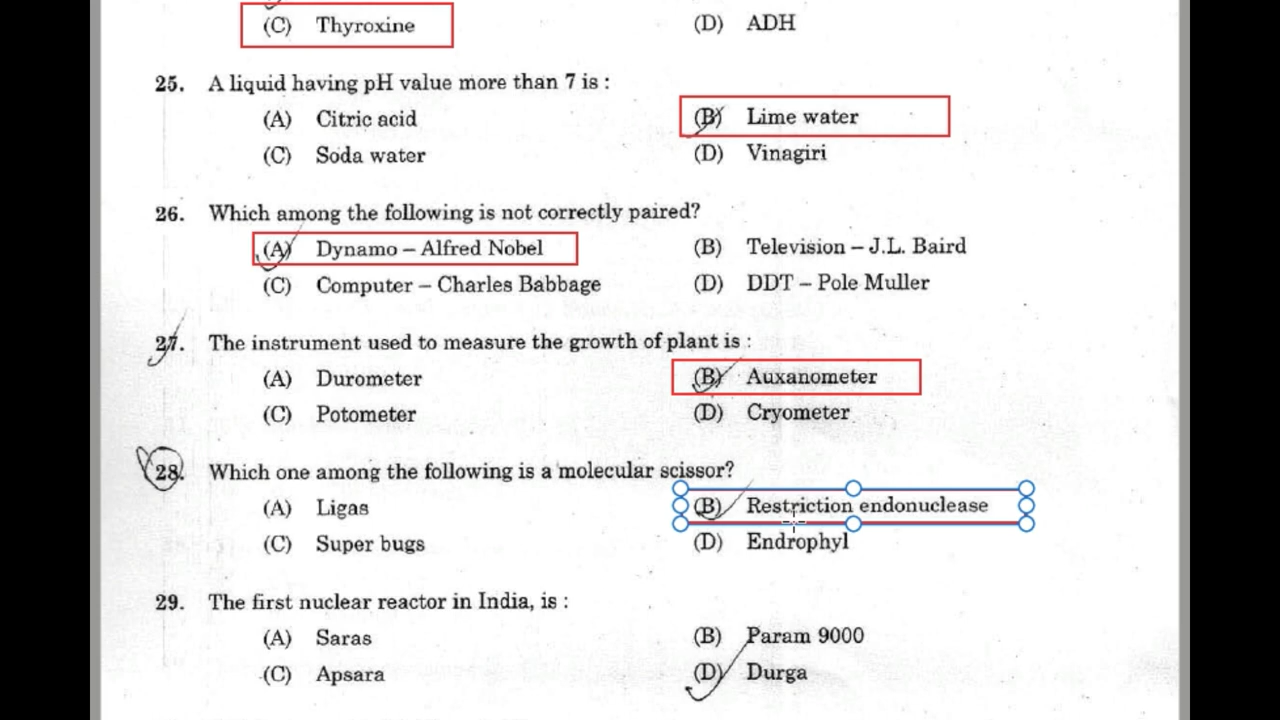 (C) Thyroxine (D) ADH
25. A liquid having pH value more than 7 is :
(A) Citric acid (B) Lime water
(C) Soda water (D) Vinagiri
26. Which among the following is not correctly paired?
(A) Dynamo – Alfred Nobel (B) Television – J.L. Baird
(C) Computer – Charles Babbage (D) DDT – Pole Muller
27. The instrument used to measure the growth of plant is :
(A) Durometer (B) Auxanometer
(C) Potometer (D) Cryometer
28. Which one among the following is a molecular scissor?
(A) Ligas (B) Restriction endonuclease
(C) Super bugs (D) Endrophyl
29. The first nuclear reactor in India, is :
(A) Saras (B) Param 9000
(C) Apsara (D) Durga